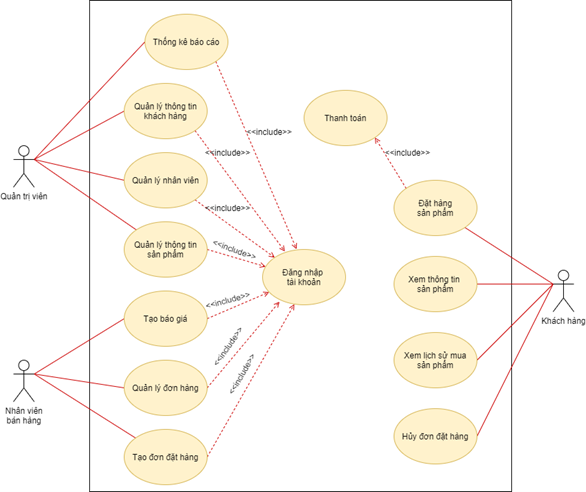 Thống kê báo cáo
Quản lý thông tin
khách hàng
Quản lý nhân viên
Quản lý thông tin
sản phẩm
Tạo báo giá
Quản lý đơn hàng
Tạo đơn đặt hàng
Quản trị viên
Nhân viên
bán hàng
<<include>>
<<include>>
<<include>>
<<include>>
<<include>>
<<include>>
<<include>>
Đăng nhập
tài khoản
Thanh toán
<<include>>
Đặt hàng
sản phẩm
Xem thông tin
sản phẩm
Xem lịch sử mua
sản phẩm
Hủy đơn đặt hàng
Khách hàng